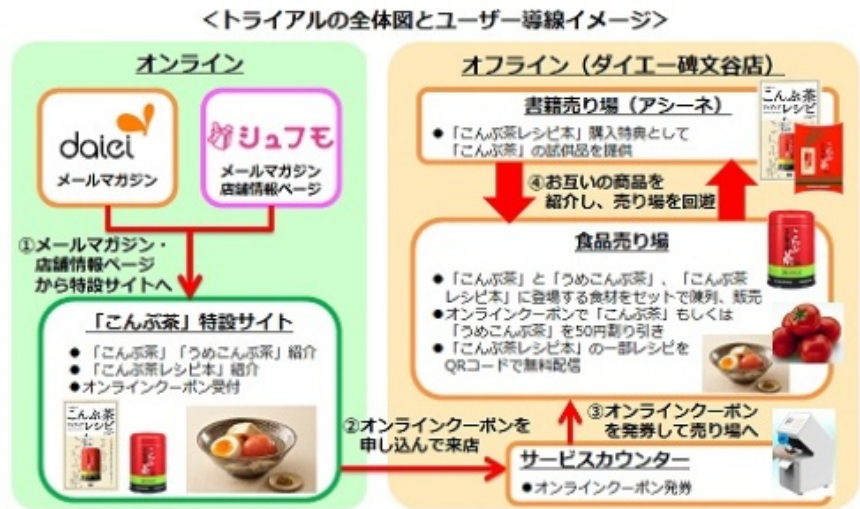 ＜トライアルの全体図とユーザー導線イメージ＞
オンライン
daiei
メールマガジン
シュフモ
メールマガジン
店舗情報ページ
①メールマガジン・
店舗情報ページ
から特設サイトへ
「こんぶ茶」特設サイト
●「こんぶ茶」「うめこんぶ茶」紹介
●「こんぶ茶レシピ本」紹介
●オンラインクーポン受付
こんぶ茶
レシピ
②オンラインクーポンを
申し込んで来店
オフライン（ダイエー碑文谷店）
書籍売り場（アシーネ）
●「こんぶ茶レシピ本」購入特典として
「こんぶ茶」の試供品を提供
こんぶ茶
レシピ
④お互いの商品を
紹介し、売り場を回遊
食品売り場
●「こんぶ茶」と「うめこんぶ茶」、「こんぶ茶
レシピ本」に登場する食材をセットで陳列、販売
●オンラインクーポンで「こんぶ茶」もしくは
「うめこんぶ茶」を50円割り引き
●「こんぶ茶レシピ本」の一部レシピを
QRコードで無料配信
③オンラインクーポン
を発券して売り場へ
サービスカウンター
●オンラインクーポン発券